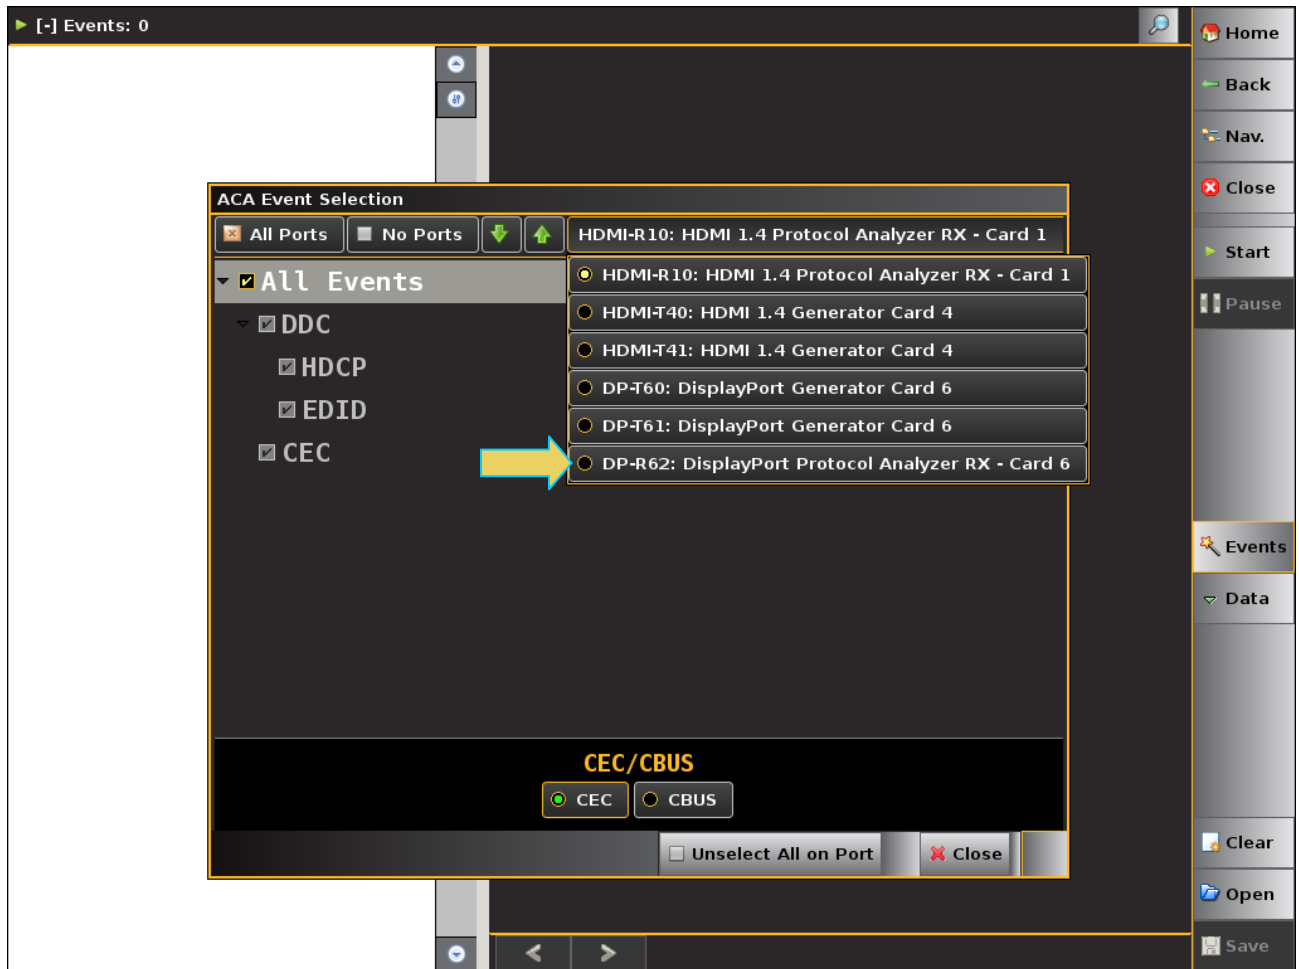 [-] Events: 0
Home
Back
Nav.
Close
Start
Pause
ACA Event Selection
All Ports
No Ports
HDMI-R10: HDMI 1.4 Protocol Analyzer RX - Card 1
All Events
DDC
HDCP
EDID
CEC
HDMI-R10: HDMI 1.4 Protocol Analyzer RX - Card 1
HDMI-T40: HDMI 1.4 Generator Card 4
HDMI-T41: HDMI 1.4 Generator Card 4
DP-T60: DisplayPort Generator Card 6
DP-T61: DisplayPort Generator Card 6
DP-R62: DisplayPort Protocol Analyzer RX - Card 6
Events
Data
CEC/CBUS
CEC
CBUS
Unselect All on Port
Close
Clear
Open
Save